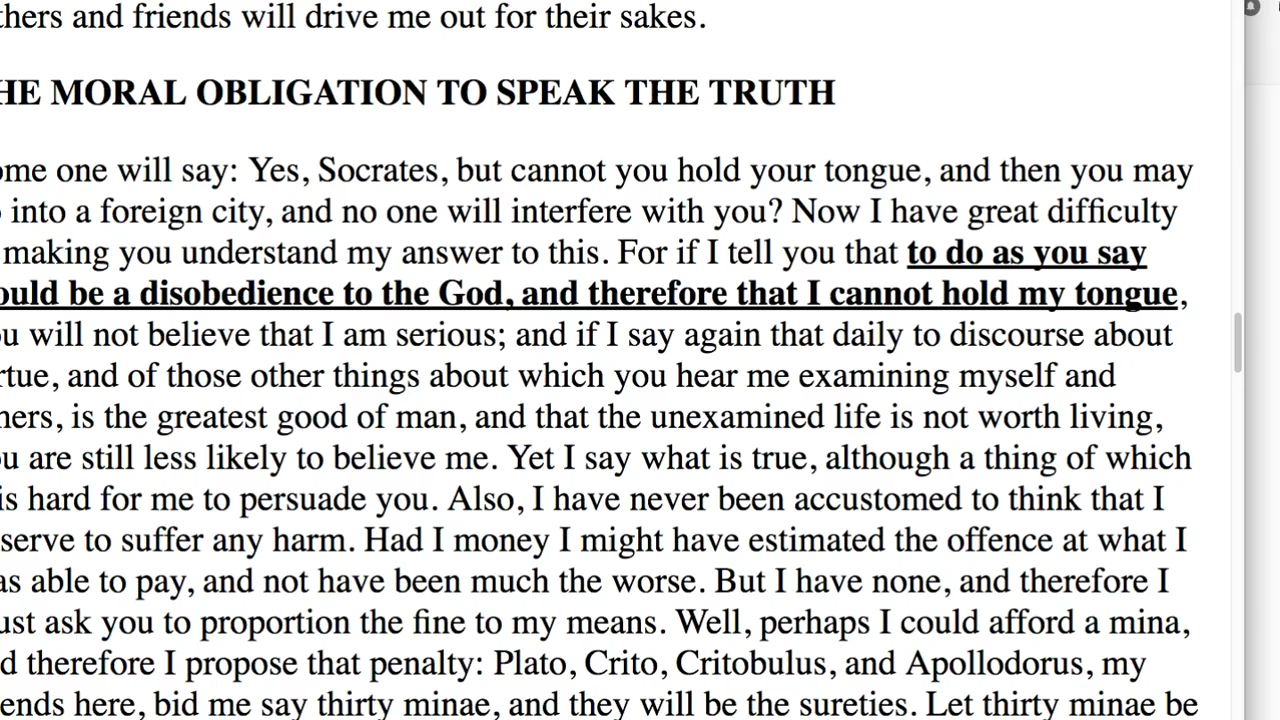 thers and friends will drive me out for their sakes.
HE MORAL OBLIGATION TO SPEAK THE TRUTH
ome one will say: Yes, Socrates, but cannot you hold your tongue, and then you may
into a foreign city, and no one will interfere with you? Now I have great difficulty
making you understand my answer to this. For if I tell you that to do as you say
ould be a disobedience to the God, and therefore that I cannot hold my tongue,
u will not believe that I am serious; and if I say again that daily to discourse about
rtue, and of those other things about which you hear me examining myself and
hers, is the greatest good of man, and that the unexamined life is not worth living,
u are still less likely to believe me. Yet I say what is true, although a thing of which
is hard for me to persuade you. Also, I have never been accustomed to think that I
serve to suffer any harm. Had I money I might have estimated the offence at what I
as able to pay, and not have been much the worse. But I have none, and therefore I
ust ask you to proportion the fine to my means. Well, perhaps I could afford a mina,
d therefore I propose that penalty: Plato, Crito, Critobulus, and Apollodorus, my
ends here, bid me say thirty minae, and they will be the sureties. Let thirty minae be